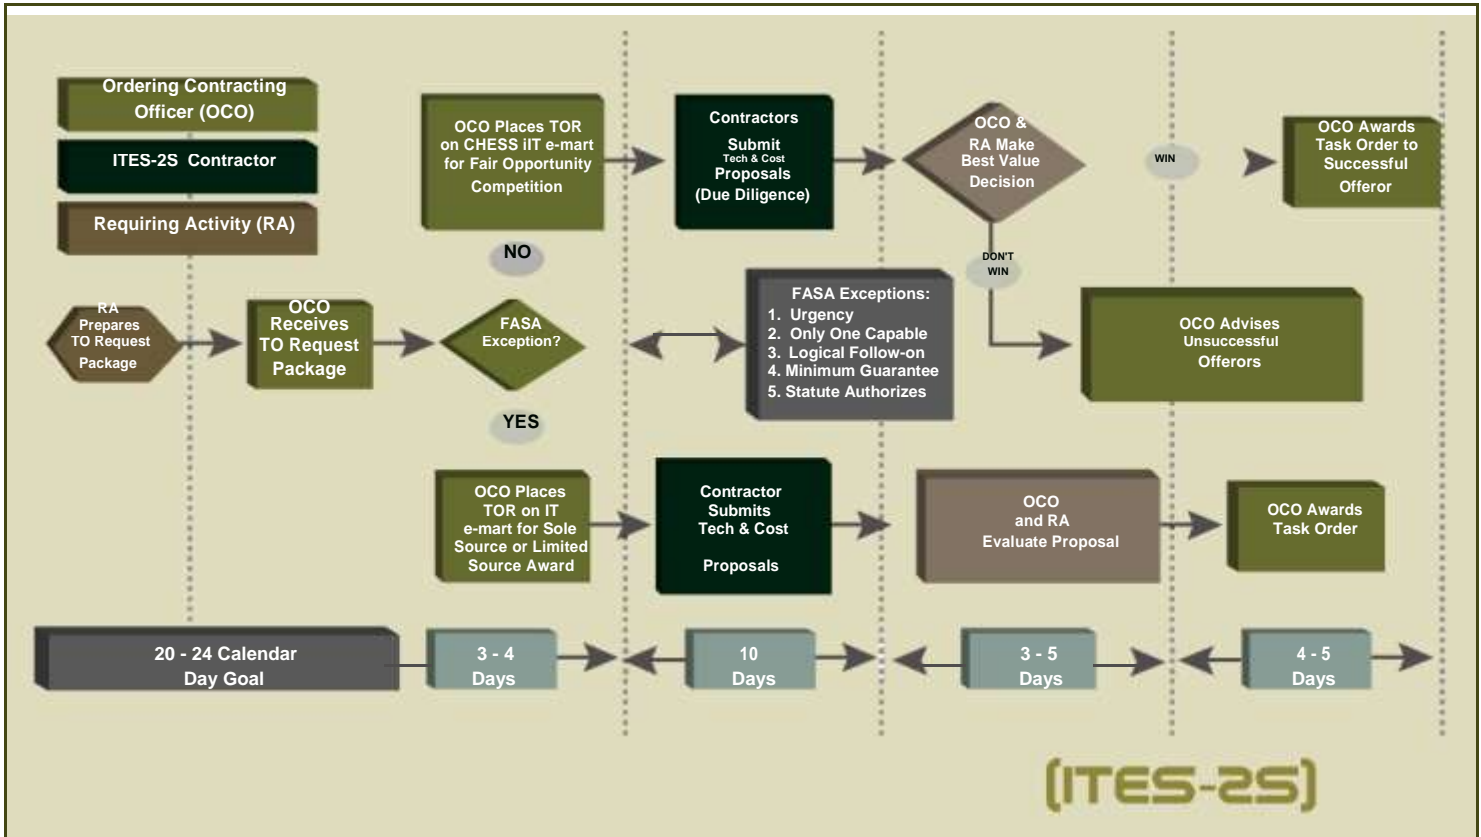 Ordering Contracting
Officer (OCO)
ITES-2S Contractor
Requiring Activity (RA)
OCO Places TOR
on CHESS iIT e-mart
for Fair Opportunity
Competition
Contractors
Submit
Tech & Cost
Proposals
(Due Diligence)
OCO &
RA Make
Best Value
Decision
WIN
OCO Awards
Task Order to
Successful
Offeror
NO
DON'T
WIN
RA
Prepares
TO Request
Package
OCO
Receives
TO Request
Package
FASA
Exception?
FASA Exceptions:
1. Urgency
2. Only One Capable
3. Logical Follow-on
4. Minimum Guarantee
5. Statute Authorizes
OCO Advises
Unsuccessful
Offerors
YES
OCO Places
TOR on IT
e-mart for Sole
Source or Limited
Source Award
Contractor
Submits
Tech & Cost
Proposals
OCO
and RA
Evaluate Proposal
OCO Awards
Task Order
20 - 24 Calendar
Day Goal
3 - 4
Days
10
Days
3 - 5
Days
4 - 5
Days
[ITES-2S]